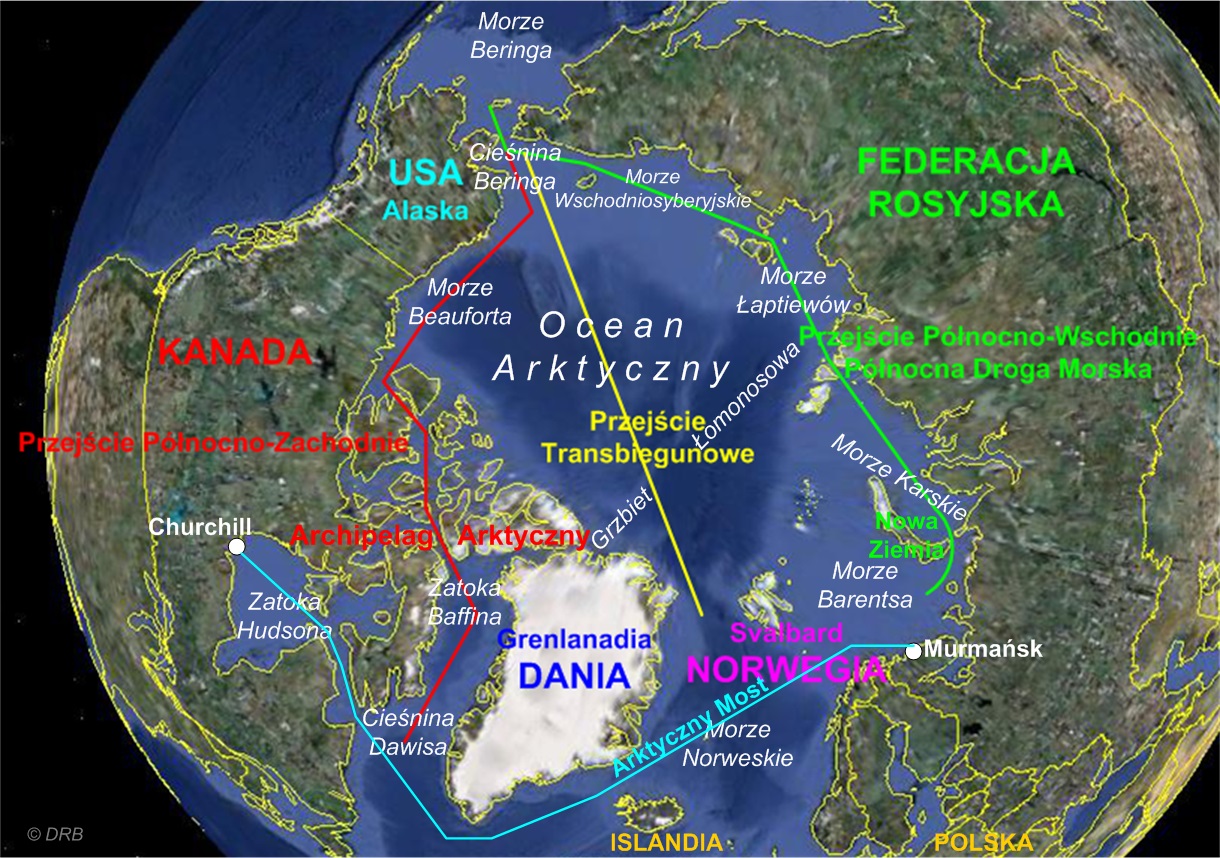 Morze
Beringa
Cieśnina
Beringa
USA
Alaska
Morze
Wschodniosyberyjskie
FEDERACJA
ROSYJSKA
Morze
Beauforta
Morze
Łaptiewów
Ocean
Arktyczny
KANADA
Przejście Północno-Wschodnie
Północna Droga Morska
Łomonosowa
Grzbiet
Przejście
Transbiegunowe
Przejście Północno-Zachodnie
Morze Karskie
Nowa
Ziemia
Churchill
Archipelag Arktyczny
Morze
Barentsa
Zatoka
Hudsona
Zatoka
Baffina
Grenlanadia
DANIA
Svalbard
NORWEGIA
Murmańsk
Arktyczny Most
Cieśnina
Dawisa
Morze
Norweskie
© DRB
ISLANDIA
POLSKA